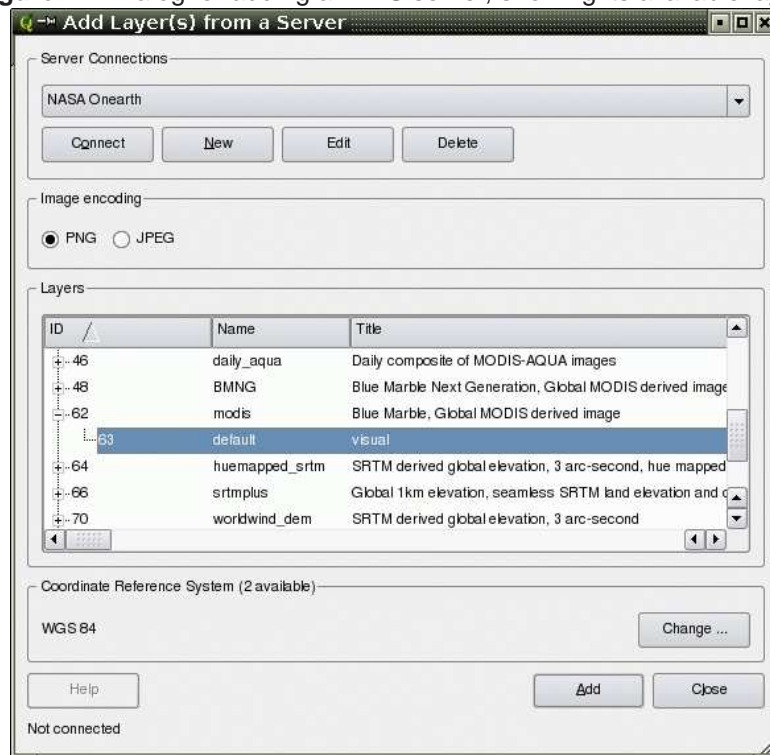 Add Layer(s) from a Server
Server Connections
NASA Onearth
Connect New Edit Delete
Image encoding
PNG JPEG
Layers
ID Name Title
46 daily_aqua Daily composite of MODIS-AQUA images
48 BMNG Blue Marble Next Generation, Global MODIS derived image
62 modis Blue Marble, Global MODIS derived image
63 default visual
64 huemapped_srtm SRTM derived global elevation, 3 arc-second, hue mapped
66 srtmplus Global 1km elevation, seamless SRTM land elevation and
70 worldwind_dem SRTM derived global elevation, 3 arc-second
Coordinate Reference System (2 available)
WGS 84 Change ...
Help Add Close
Not connected